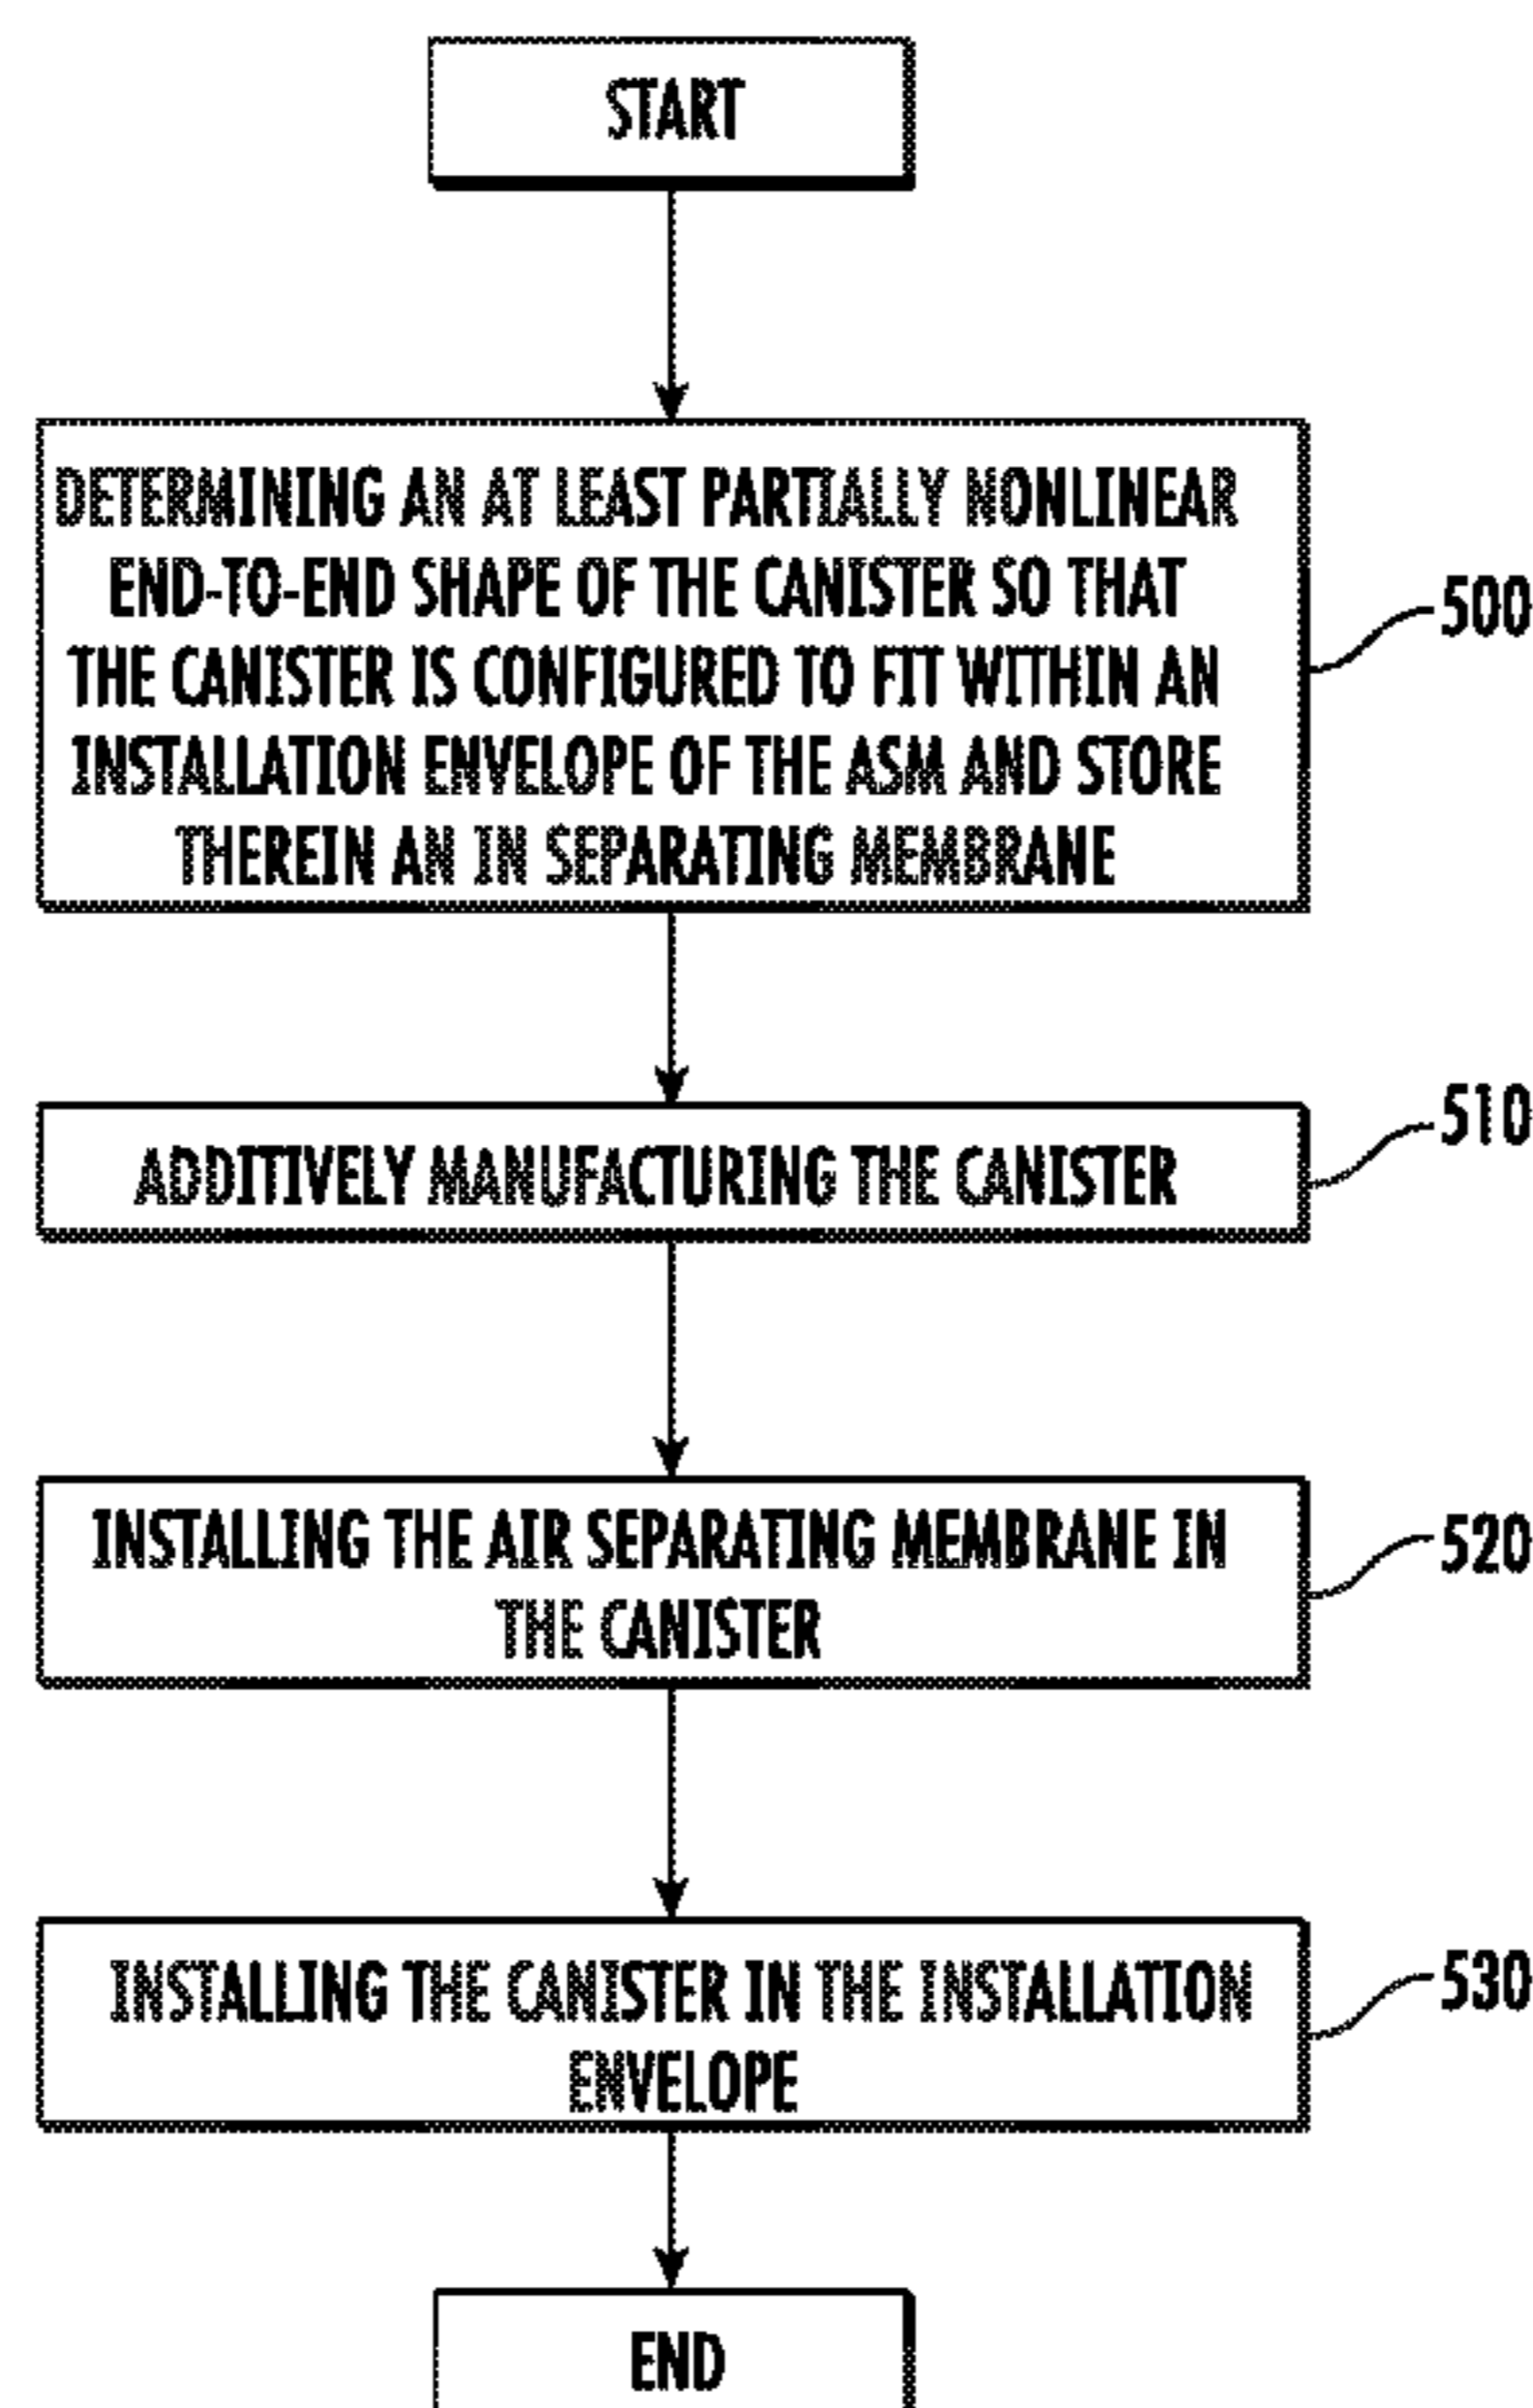 START
DETERMINING AN AT LEAST PARTIALLY NONLINEAR
END-TO-END SHAPE OF THE CANISTER SO THAT
THE CANISTER IS CONFIGURED TO FIT WITHIN AN
INSTALLATION ENVELOPE OF THE ASM AND STORE
THEREIN AN IN SEPARATING MEMBRANE
500
ADDITIVELY MANUFACTURING THE CANISTER
510
INSTALLING THE AIR SEPARATING MEMBRANE IN
THE CANISTER
520
INSTALLING THE CANISTER IN THE INSTALLATION
ENVELOPE
530
END